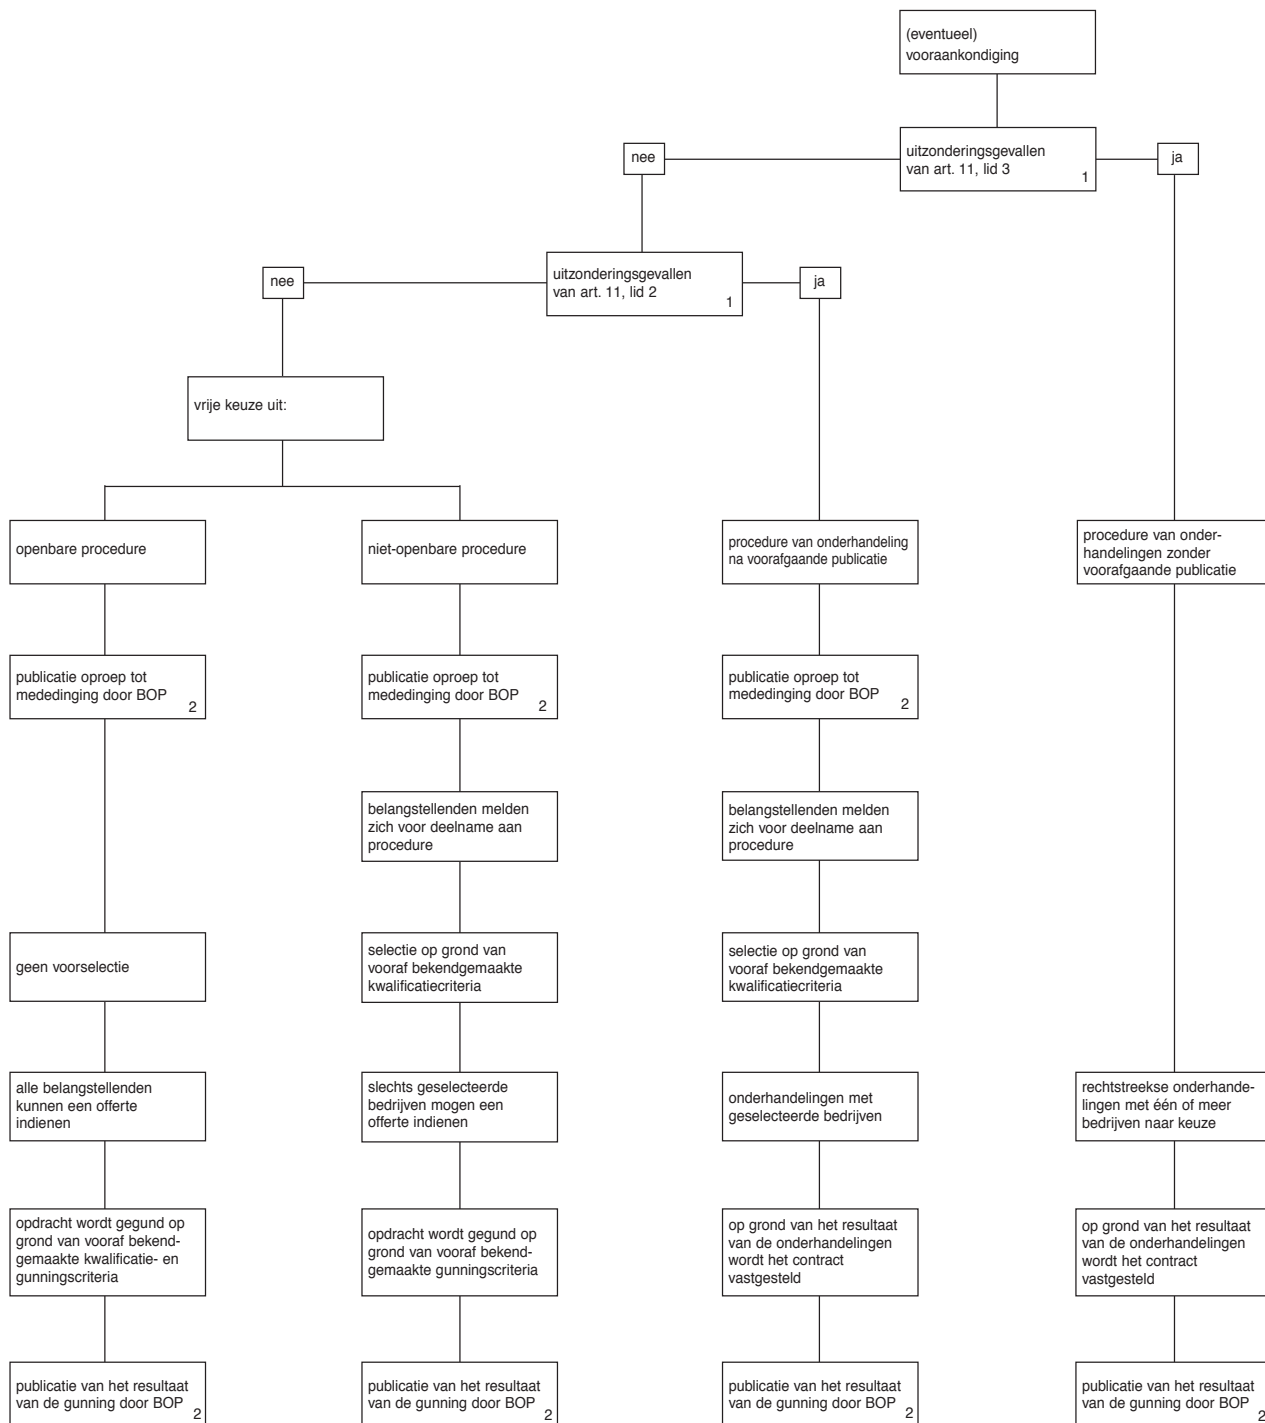 (eventueel)
vooraankondiging
uitzonderingsgevallen
van art. 11, lid 3
1
nee
ja
uitzonderingsgevallen
van art. 11, lid 2
1
nee
ja
vrije keuze uit:
openbare procedure
niet-openbare procedure
procedure van onderhandeling
na voorafgaande publicatie
procedure van onder-
handelingen zonder
voorafgaande publicatie
publicatie oproep tot
mededinging door BOP
2
publicatie oproep tot
mededinging door BOP
2
publicatie oproep tot
mededinging door BOP
2
belangstellenden melden
zich voor deelname aan
procedure
belangstellenden melden
zich voor deelname aan
procedure
geen voorselectie
selectie op grond van
vooraf bekendgemaakte
kwalificatiecriteria
selectie op grond van
vooraf bekendgemaakte
kwalificatiecriteria
alle belangstellenden
kunnen een offerte
indienen
slechts geselecteerde
bedrijven mogen een
offerte indienen
onderhandelingen met
geselecteerde bedrijven
rechtstreekse onderhande-
lingen met één of meer
bedrijven naar keuze
opdracht wordt gegund op
grond van vooraf bekend-
gemaakte kwalificatie- en
gunningscriteria
opdracht wordt gegund op
grond van vooraf bekend-
gemaakte gunningscriteria
op grond van het resultaat
van de onderhandelingen
wordt het contract
vastgesteld
op grond van het resultaat
van de onderhandelingen
wordt het contract
vastgesteld
publicatie van het resultaat
van de gunning door BOP
2
publicatie van het resultaat
van de gunning door BOP
2
publicatie van het resultaat
van de gunning door BOP
2
publicatie van het resultaat
van de gunning door BOP
2